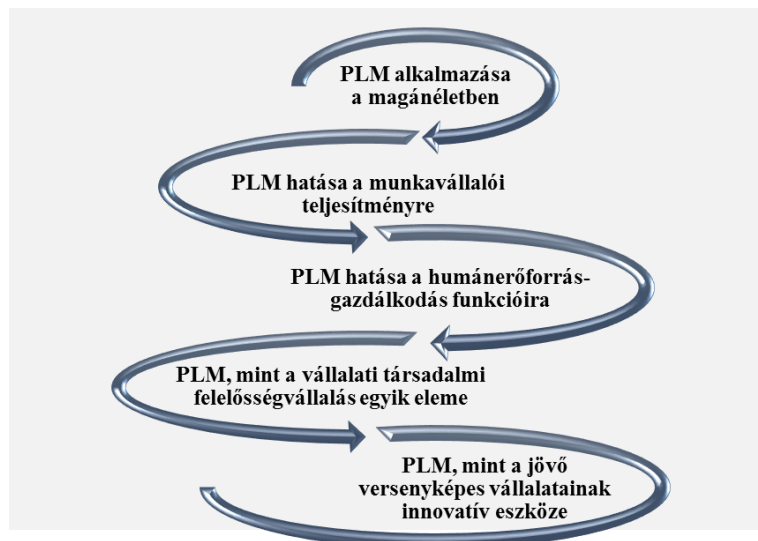 PLM alkalmazása
a magánéletben
PLM hatása a munkavállalói
teljesítményre
PLM hatása a humánerőforrás-
gazdálkodás funkcióira
PLM, mint a vállalati társadalmi
felelősségvállalás egyik eleme
PLM, mint a jövő
versenyképes vállalatainak
innovatív eszköze